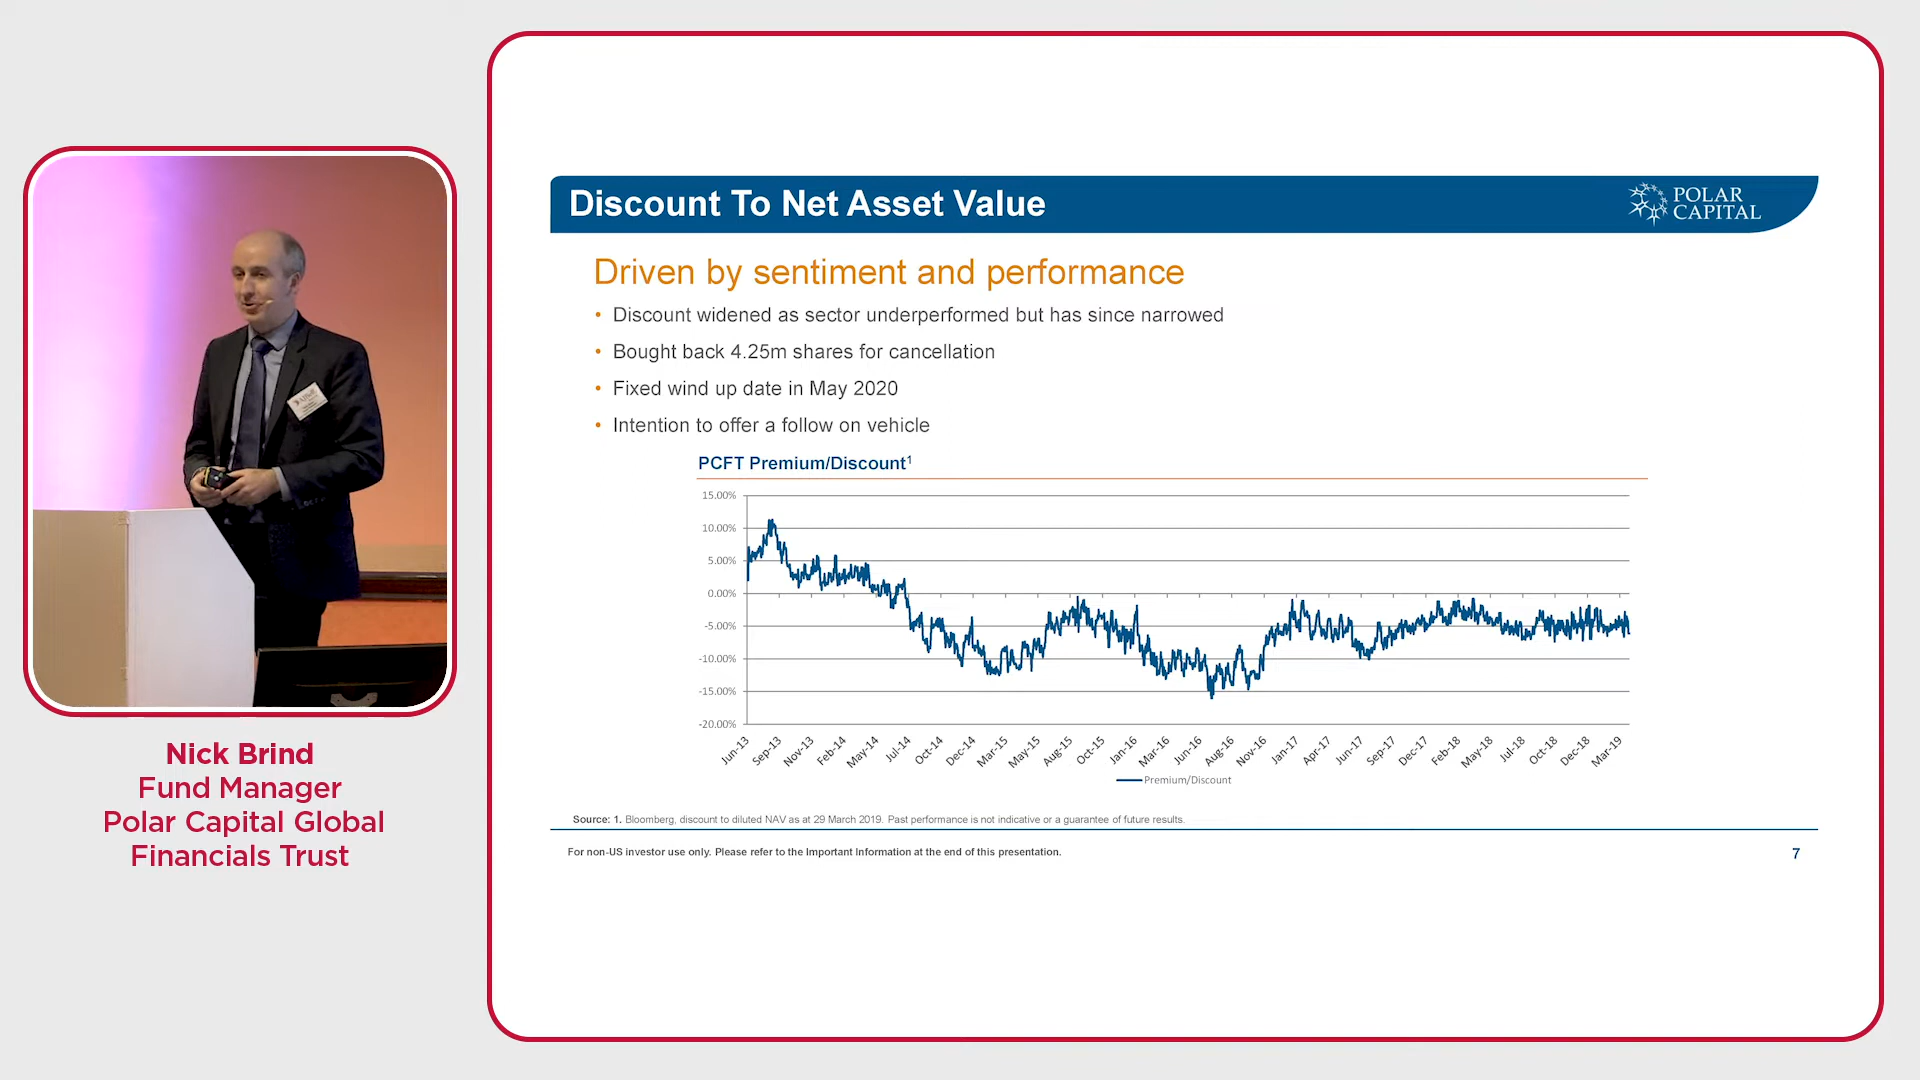 Discount To Net Asset Value
POLAR
CAPITAL
Driven by sentiment and performance
• Discount widened as sector underperformed but has since narrowed
• Bought back 4.25m shares for cancellation
• Fixed wind up date in May 2020
• Intention to offer a follow on vehicle
PCFT Premium/Discount¹
15.00%
10.00%
5.00%
0.00%
-5.00%
-10.00%
-15.00%
-20.00%
Jun-13
Sep-13
Nov-13
Feb-14
May-14
Jul-14
Oct-14
Dec-14
Mar-15
May-15
Aug-15
Oct-15
Jan-16
Mar-16
Jun-16
Aug-16
Nov-16
Jan-17
Apr-17
Jun-17
Sep-17
Dec-17
Feb-18
May-18
Jul-18
Oct-18
Dec-18
Mar-19
Premium/Discount
Source: 1. Bloomberg, discount to diluted NAV as at 29 March 2019. Past performance is not indicative or a guarantee of future results.
For non-US investor use only. Please refer to the Important Information at the end of this presentation.
7
Nick Brind
Fund Manager
Polar Capital Global
Financials Trust